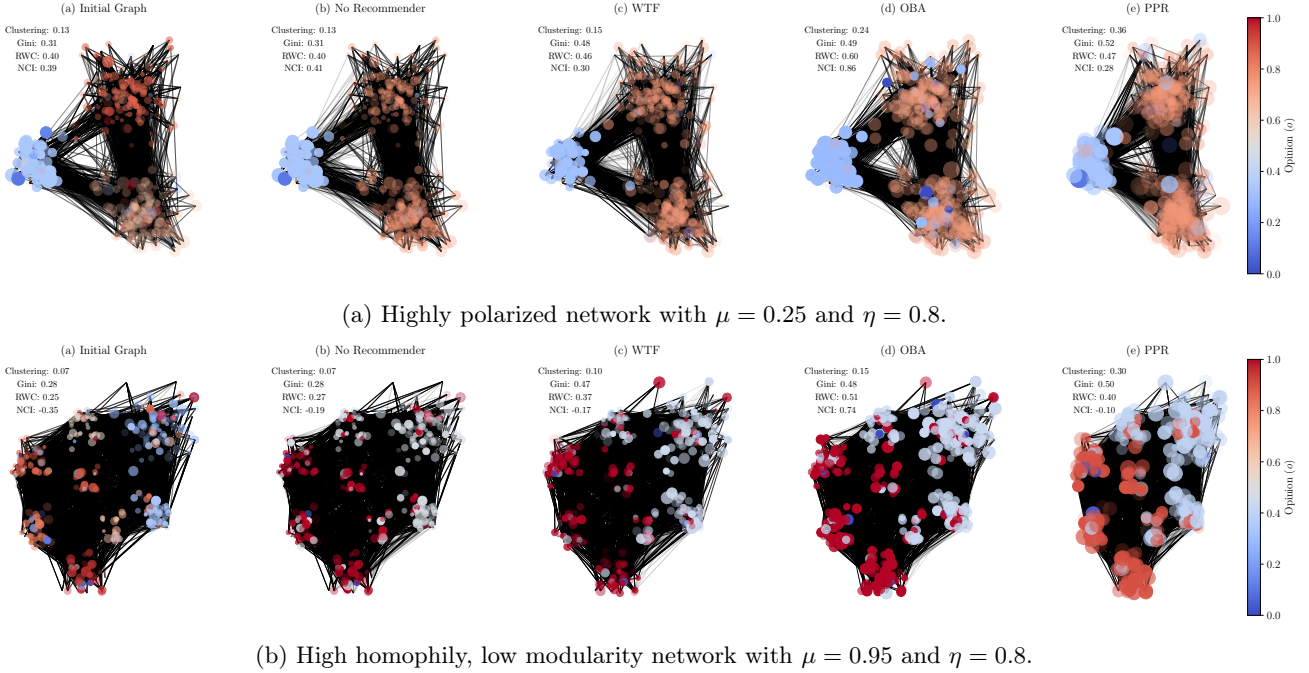 (a) Initial Graph
Clustering: 0.13
Gini: 0.31
RWC: 0.40
NCI: 0.39
(b) No Recommender
Clustering: 0.13
Gini: 0.31
RWC: 0.40
NCI: 0.41
(c) WTF
Clustering: 0.15
Gini: 0.48
RWC: 0.46
NCI: 0.30
(d) OBA
Clustering: 0.24
Gini: 0.49
RWC: 0.60
NCI: 0.86
(e) PPR
Clustering: 0.36
Gini: 0.52
RWC: 0.47
NCI: 0.28
1.0
0.8
0.6
0.4
0.2
0.0
Opinion (o)
(a) Highly polarized network with μ = 0.25 and η = 0.8.
(a) Initial Graph
Clustering: 0.07
Gini: 0.28
RWC: 0.25
NCI: -0.35
(b) No Recommender
Clustering: 0.07
Gini: 0.28
RWC: 0.27
NCI: -0.19
(c) WTF
Clustering: 0.10
Gini: 0.47
RWC: 0.37
NCI: -0.17
(d) OBA
Clustering: 0.15
Gini: 0.48
RWC: 0.51
NCI: 0.74
(e) PPR
Clustering: 0.30
Gini: 0.50
RWC: 0.40
NCI: -0.10
1.0
0.8
0.6
0.4
0.2
0.0
Opinion (o)
(b) High homophily, low modularity network with μ = 0.95 and η = 0.8.